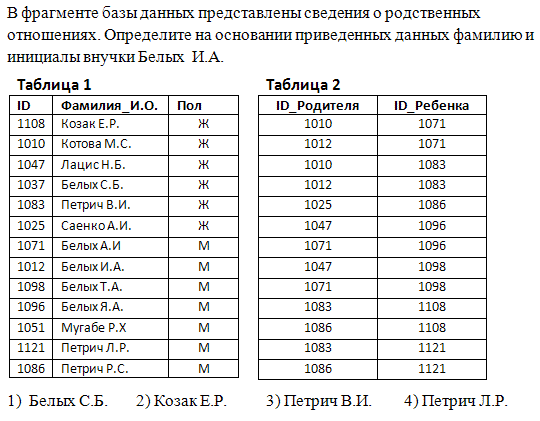 В фрагменте базы данных представлены сведения о родственных
отношениях. Определите на основании приведенных данных фамилию и
инициалы внучки Белых И.А.
Таблица 1 Таблица 2
ID Фамилия_И.О. Пол ID_Родителя ID_Ребенка
1108 Козак Е.Р. Ж 1010 1071
1010 Котова М.С. Ж 1012 1071
1047 Лацис Н.Б. Ж 1010 1083
1037 Белых С.Б. Ж 1012 1083
1083 Петрич В.И. Ж 1025 1086
1025 Саенко А.И. Ж 1047 1096
1071 Белых А.И М 1071 1096
1012 Белых И.А. М 1047 1098
1098 Белых Т.А. М 1071 1098
1096 Белых Я.А. М 1083 1108
1051 Мугабе Р.Х М 1086 1108
1121 Петрич Л.Р. М 1083 1121
1086 Петрич Р.С. М 1086 1121
1) Белых С.Б. 2) Козак Е.Р. 3) Петрич В.И. 4) Петрич Л.Р.